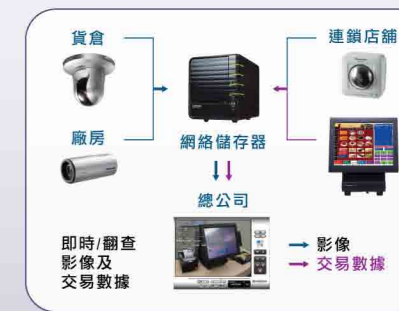 貨倉
連鎖店舖
廠房
網絡儲存器
總公司
即時/翻查
影像及
交易數據
影像
交易數據